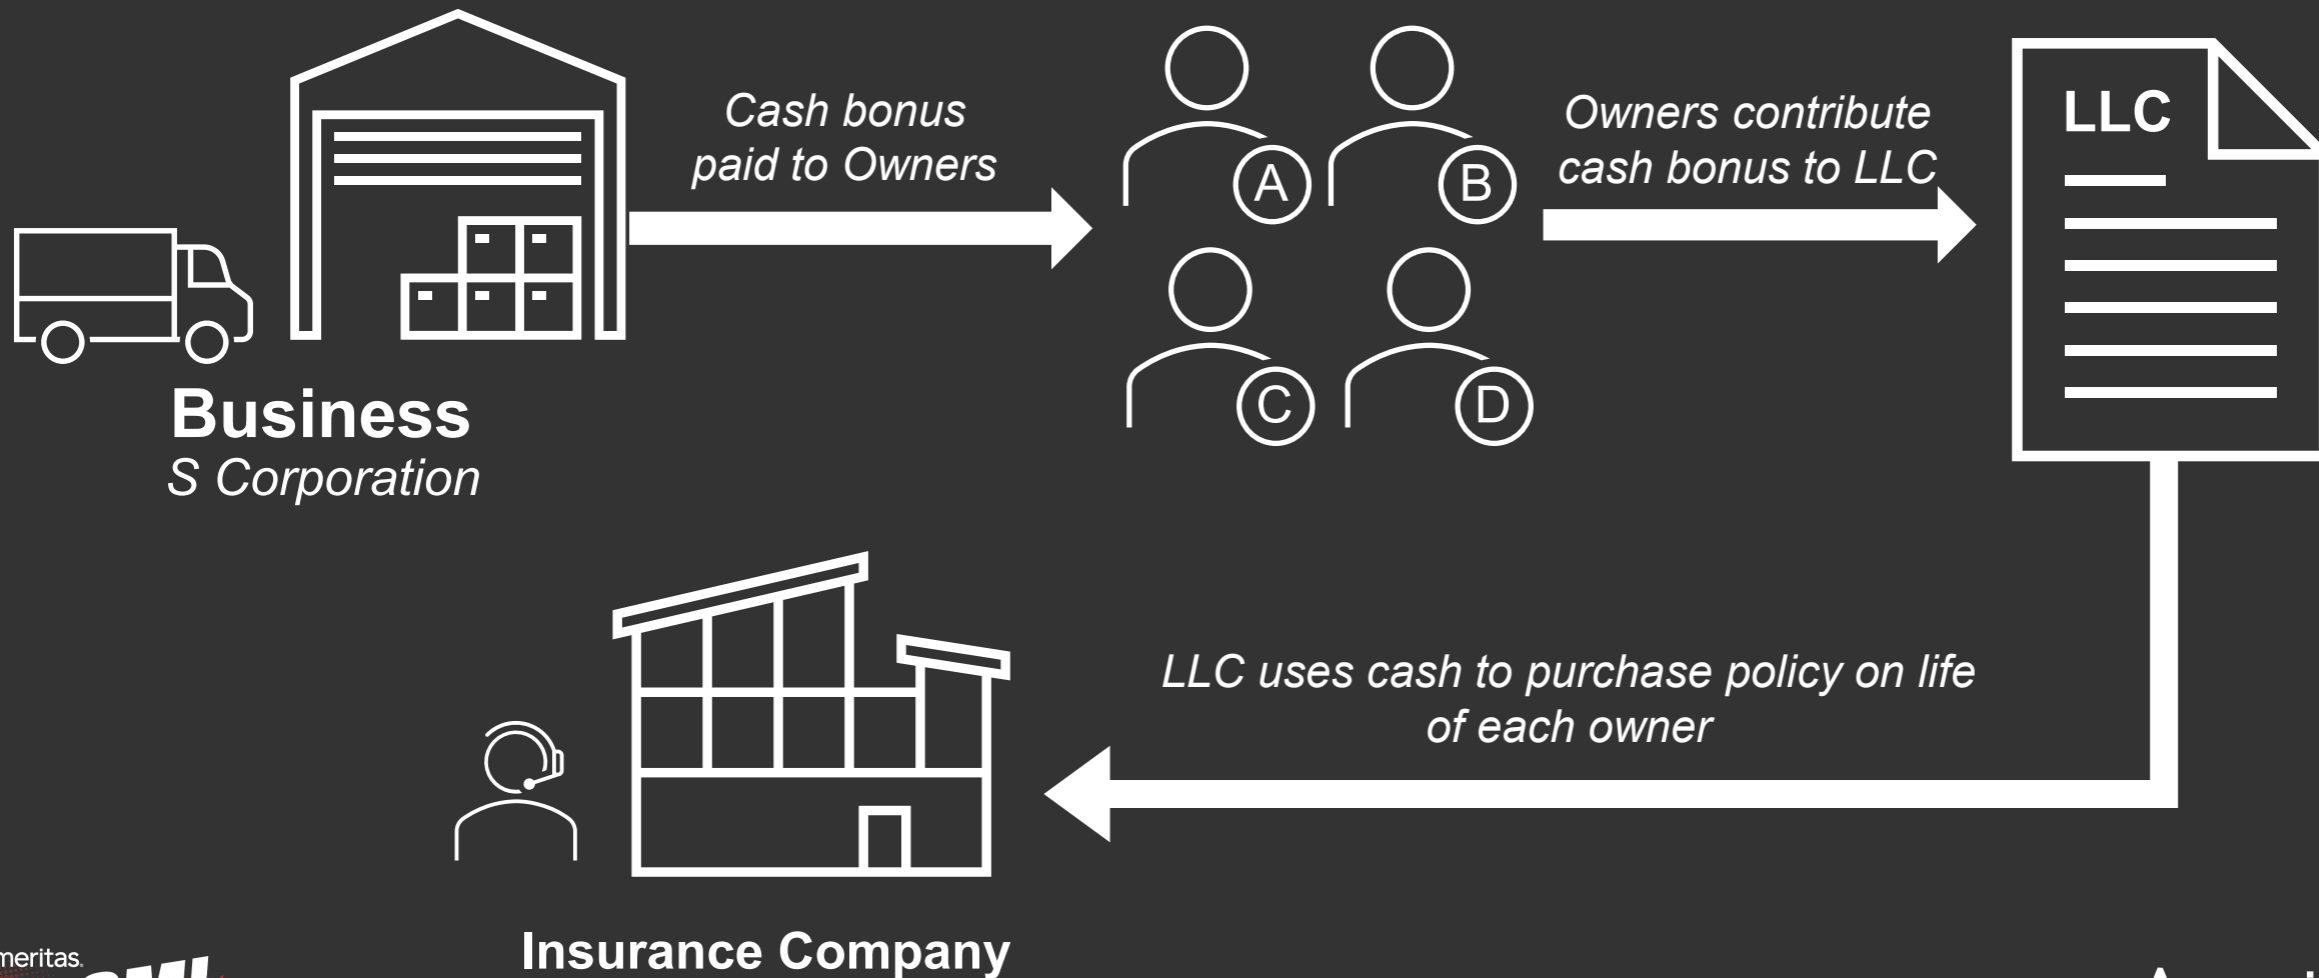 Cash bonus
paid to Owners
A
B
Owners contribute
cash bonus to LLC
LLC
C
D
Business
S Corporation
LLC uses cash to purchase policy on life
of each owner
Insurance Company
meritas.